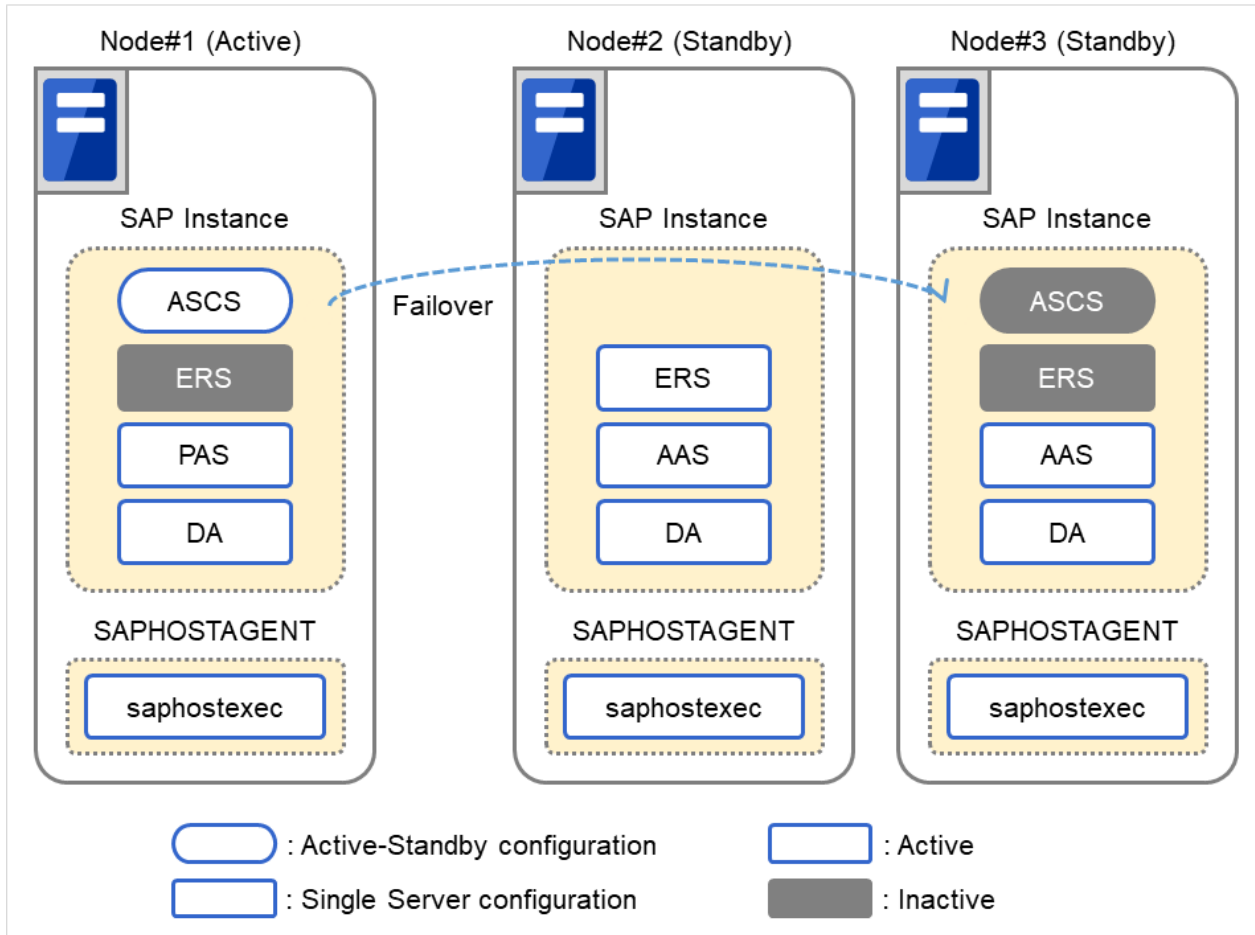 Node#1 (Active)
Node#2 (Standby)
Node#3 (Standby)
SAP Instance
SAP Instance
SAP Instance
ASCS
Failover
ASCS
ERS
ERS
ERS
PAS
AAS
AAS
DA
DA
DA
SAPHOSTAGENT
SAPHOSTAGENT
SAPHOSTAGENT
saphostexec
saphostexec
saphostexec
: Active-Standby configuration
: Active
: Single Server configuration
: Inactive